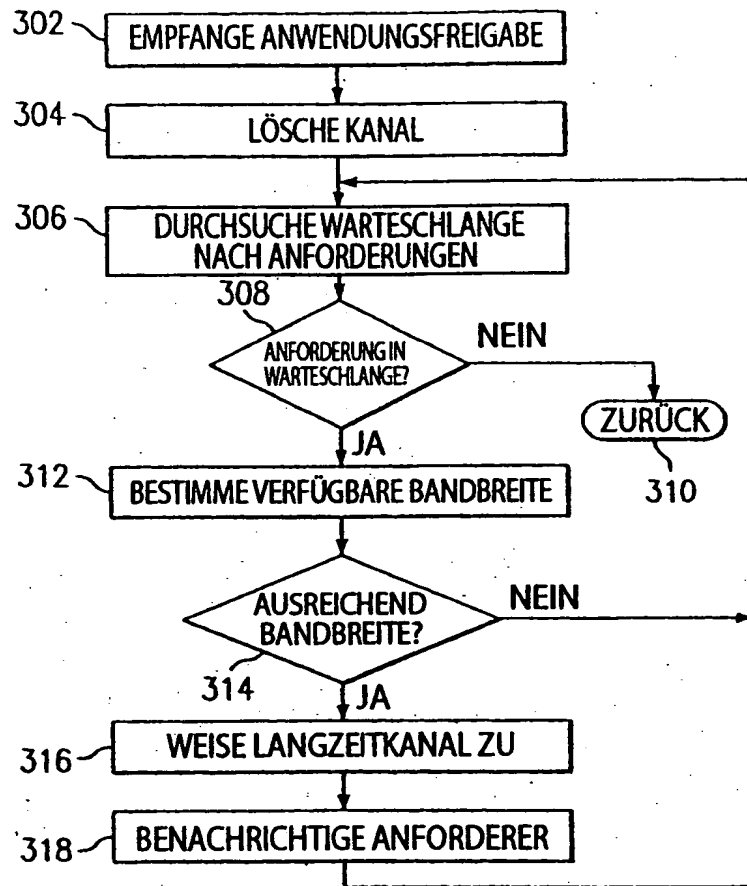 302
EMPFANGE ANWENDUNGSFREIGABE
304
LÖSCHE KANAL
306
DURCHSUCHE WARTESCHLANGE
NACH ANFORDERUNGEN
308
ANFORDERUNG IN
WARTESCHLANGE?
NEIN
ZURÜCK
310
JA
312
BESTIMME VERFÜGBARE BANDBREITE
AUSREICHEND
BANDBREITE?
NEIN
314
JA
316
WEISE LANGZEITKANAL ZU
318
BENACHRICHTIGE ANFORDERER